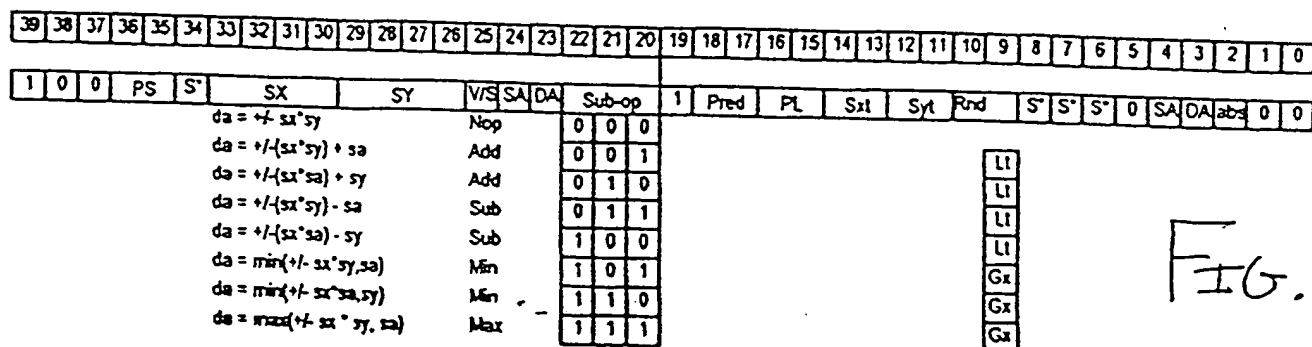 39 38 37 36 35 34 33 32 31 30 29 28 27 26 25 24 23 22 21 20 19 18 17 16 15 14 13 12 11 10 9 8 7 6 5 4 3 2 1 0
1 0 0 PS S* SX SY V/S SA DA Sub-op 1 Pred PL Sxt Syt Rnd S* S* S* 0 SA DA abs 0 0
da = +/- sx*sy Nop 0 0 0
da = +/-(sx*sy) + sa Add 0 0 1 Lt
da = +/-(sx*sa) + sy Add 0 1 0 Lt
da = +/-(sx*sy) - sa Sub 0 1 1 Lt
da = +/-(sx*sa) - sy Sub 1 0 0 Lt
da = min(+/- sx*sy,sa) Min 1 0 1 Gx
da = min(+/- sx*sa,sy) Min 1 1 0 Gx
da = max(+/- sx * sy, sa) Max 1 1 1 Gx
FIG.